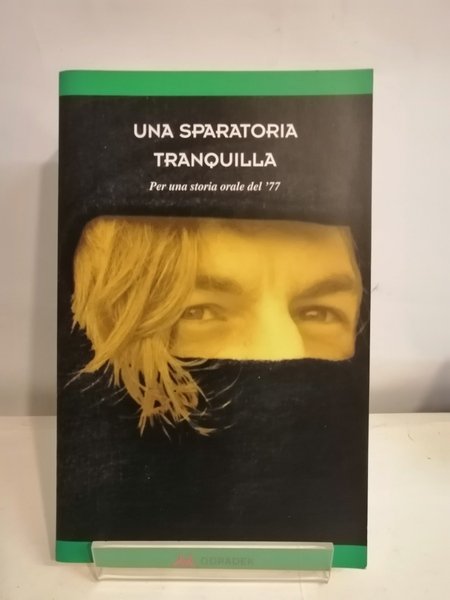 UNA SPARATORIA
TRANQUILLA
Per una storia orale del '77
ODRADEK